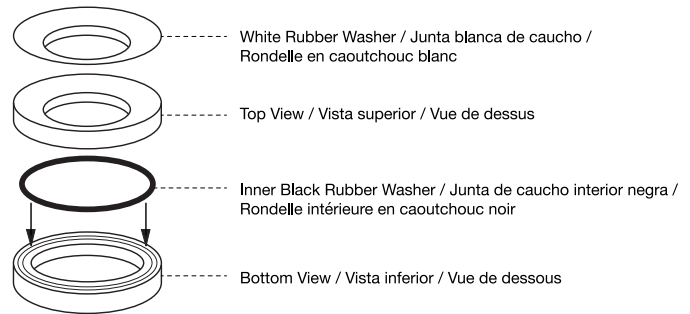 White Rubber Washer / Junta blanca de caucho /
Rondelle en caoutchouc blanc
Top View / Vista superior / Vue de dessus
Inner Black Rubber Washer / Junta de caucho interior negra /
Rondelle intérieure en caoutchouc noir
Bottom View / Vista inferior / Vue de dessous